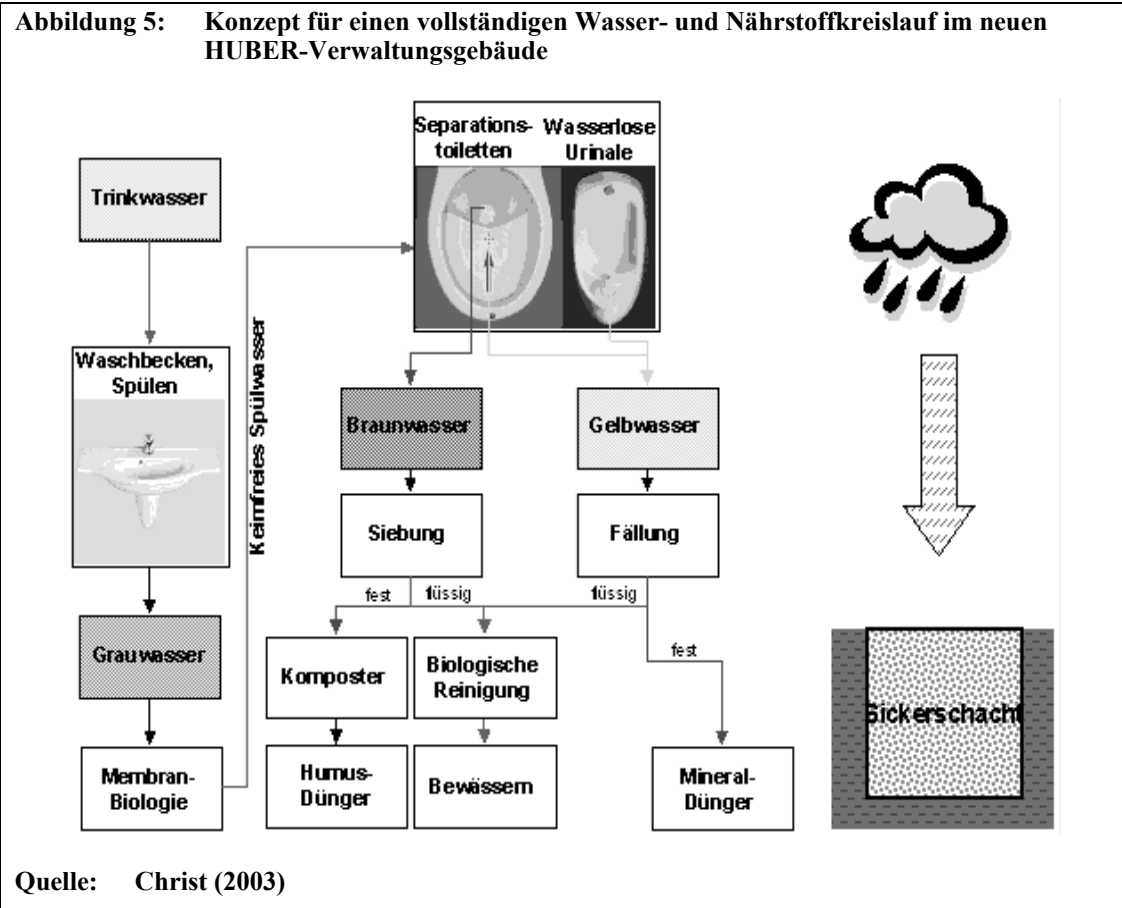 Abbildung 5: Konzept für einen vollständigen Wasser- und Nährstoffkreislauf im neuen
HUBER-Verwaltungsgebäude
Separations-
toiletten
Wasserlose
Urinale
Trinkwasser
Waschbecken,
Spülen
Keimfreies Spülwasser
Braunwasser
Gelbwasser
Siebung
Fällung
fest
flüssig
flüssig
fest
Grauwasser
Komposter
Biologische
Reinigung
Sickerschacht
Membran-
Biologie
Humus-
Dünger
Bewässern
Mineral-
Dünger
Quelle: Christ (2003)